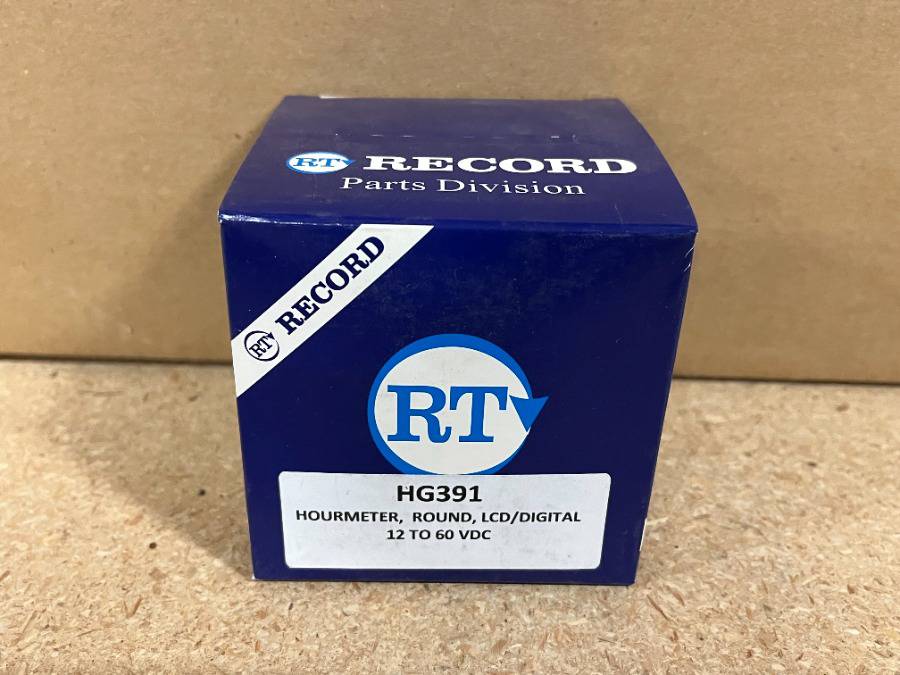 RT RECORD
Parts Division
RT RECORD
RT
HG391
HOURMETER, ROUND, LCD/DIGITAL
12 TO 60 VDC